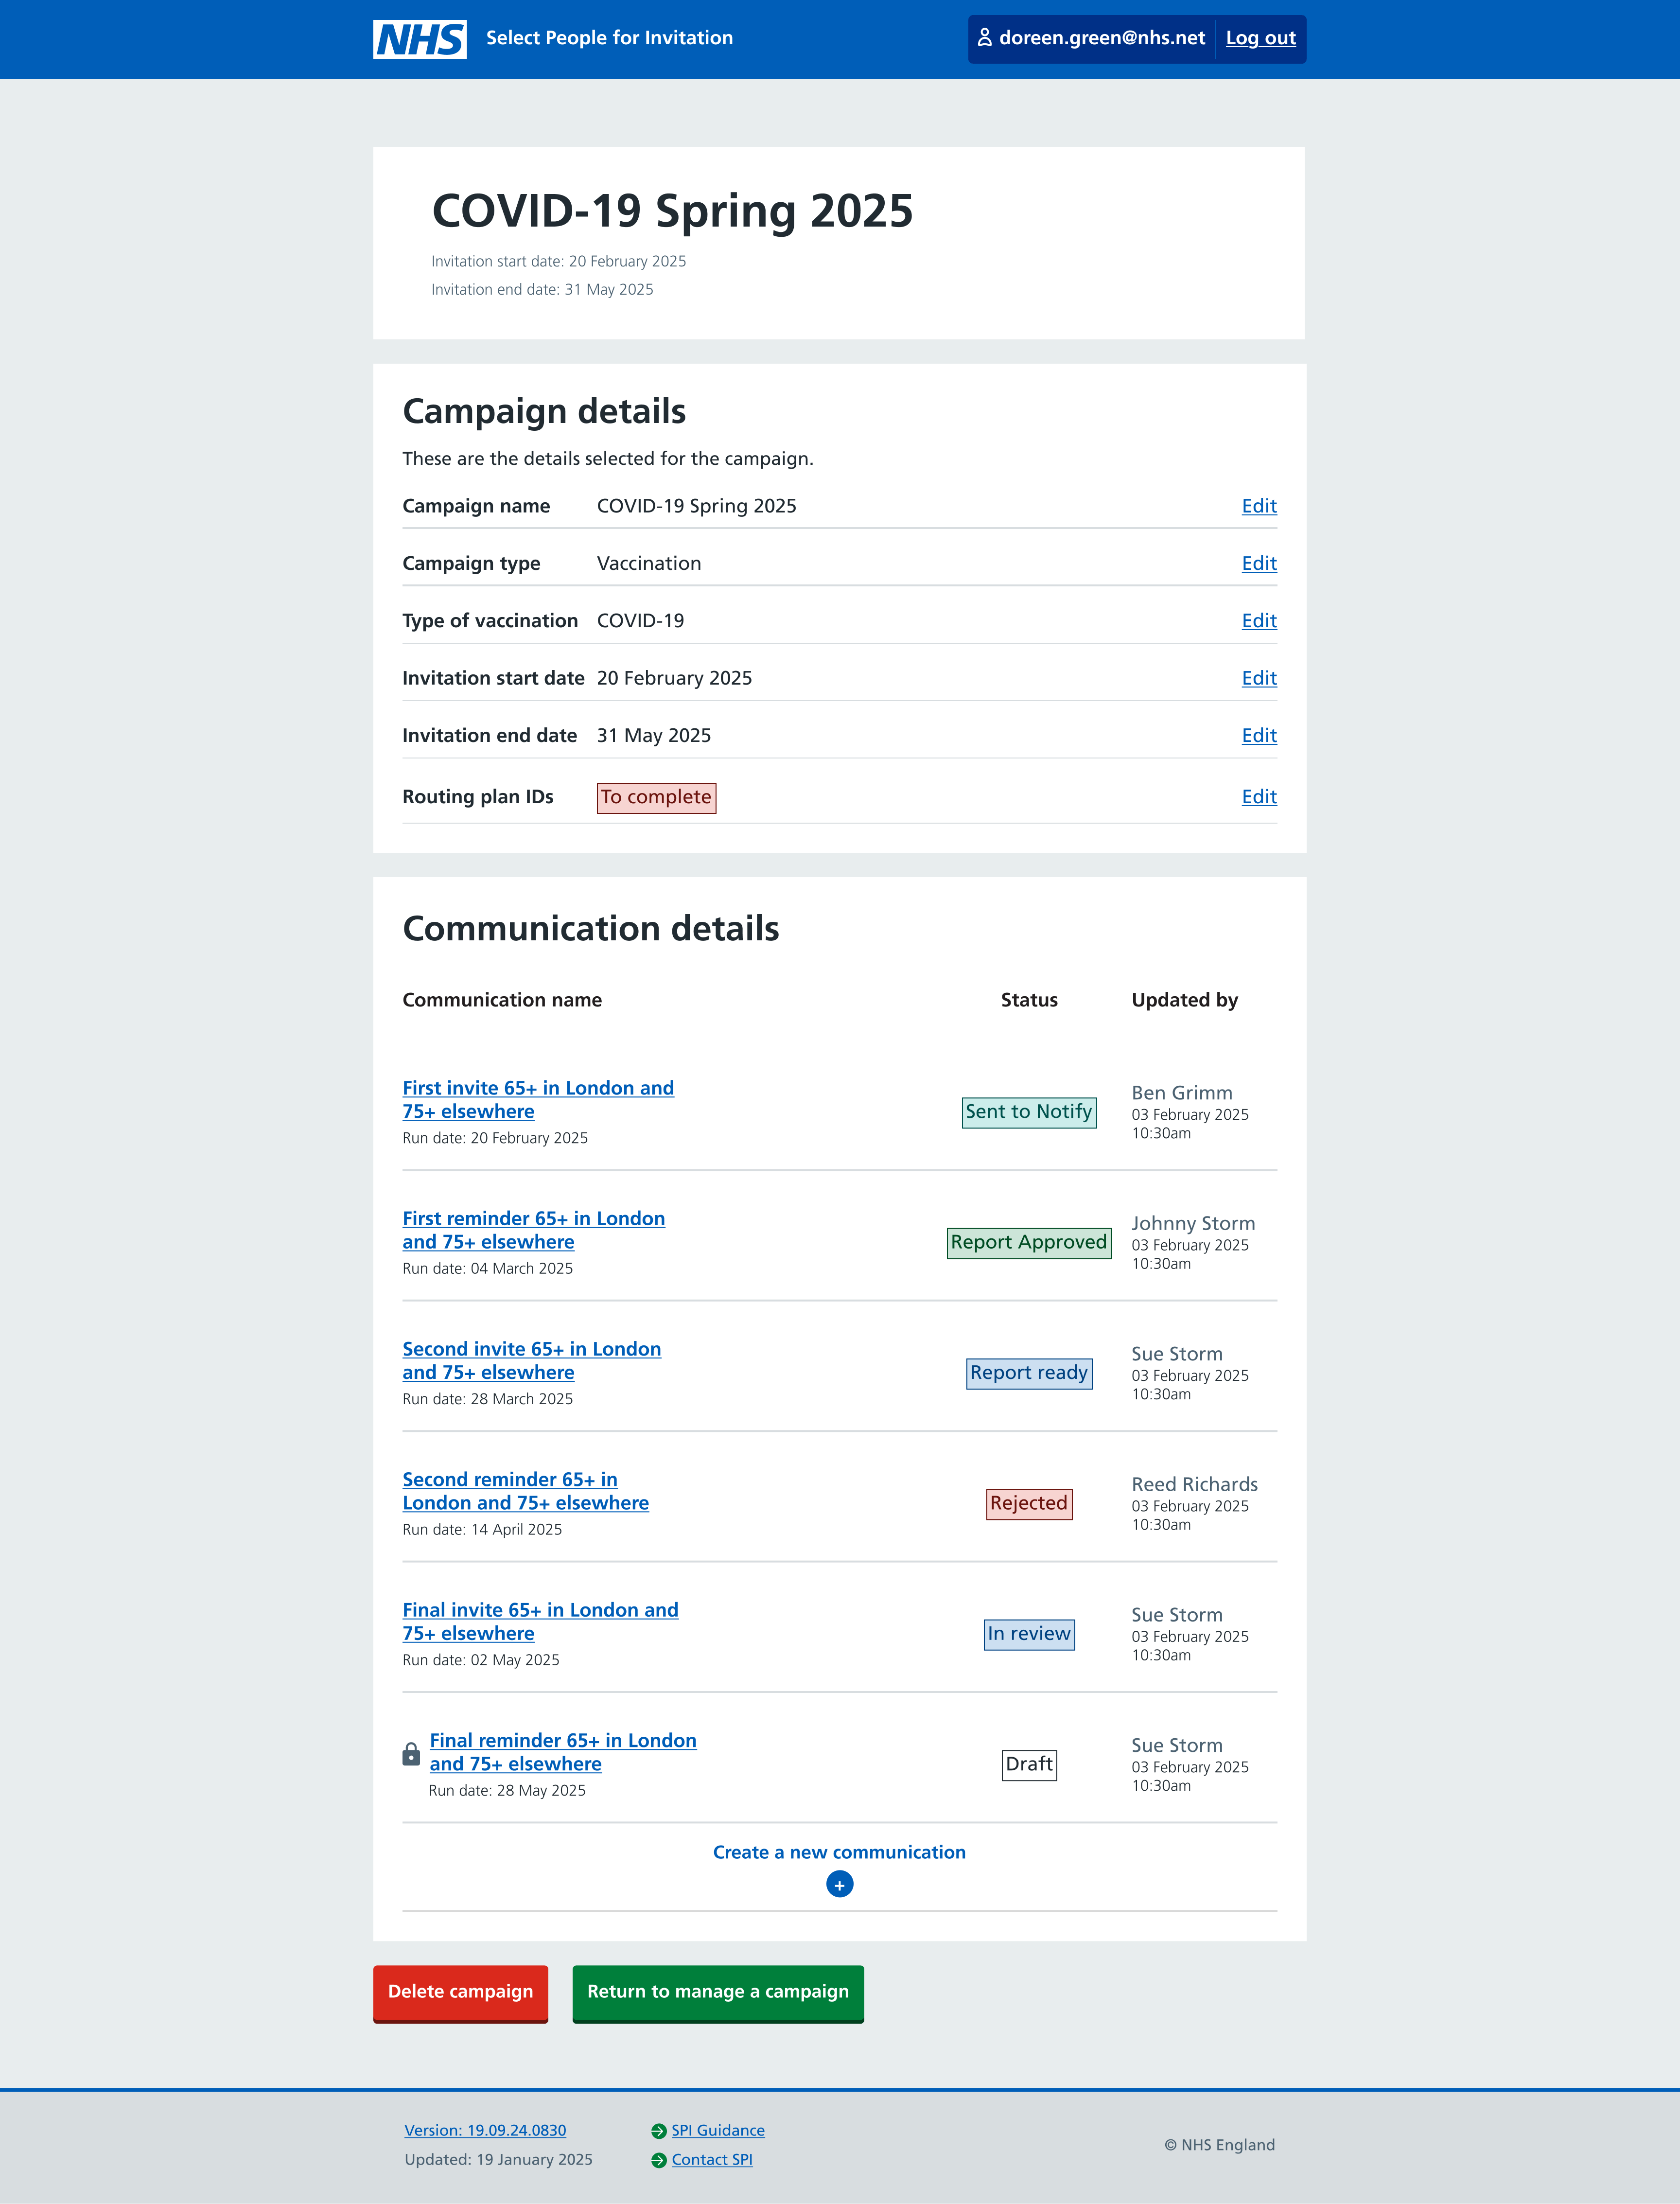 NHS Select People for Invitation doreen.green@nhs.net Log out
COVID-19 Spring 2025
Invitation start date: 20 February 2025
Invitation end date: 31 May 2025
Campaign details
These are the details selected for the campaign.
Campaign name COVID-19 Spring 2025 Edit
Campaign type Vaccination Edit
Type of vaccination COVID-19 Edit
Invitation start date 20 February 2025 Edit
Invitation end date 31 May 2025 Edit
Routing plan IDs To complete Edit
Communication details
Communication name Status Updated by
First invite 65+ in London and
75+ elsewhere
Run date: 20 February 2025
Sent to Notify
Ben Grimm
03 February 2025
10:30am
First reminder 65+ in London
and 75+ elsewhere
Run date: 04 March 2025
Report Approved
Johnny Storm
03 February 2025
10:30am
Second invite 65+ in London
and 75+ elsewhere
Run date: 28 March 2025
Report ready
Sue Storm
03 February 2025
10:30am
Second reminder 65+ in
London and 75+ elsewhere
Run date: 14 April 2025
Rejected
Reed Richards
03 February 2025
10:30am
Final invite 65+ in London and
75+ elsewhere
Run date: 02 May 2025
In review
Sue Storm
03 February 2025
10:30am
Final reminder 65+ in London
and 75+ elsewhere
Run date: 28 May 2025
Draft
Sue Storm
03 February 2025
10:30am
Create a new communication
+
Delete campaign Return to manage a campaign
Version: 19.09.24.0830 SPI Guidance
Updated: 19 January 2025 Contact SPI
© NHS England